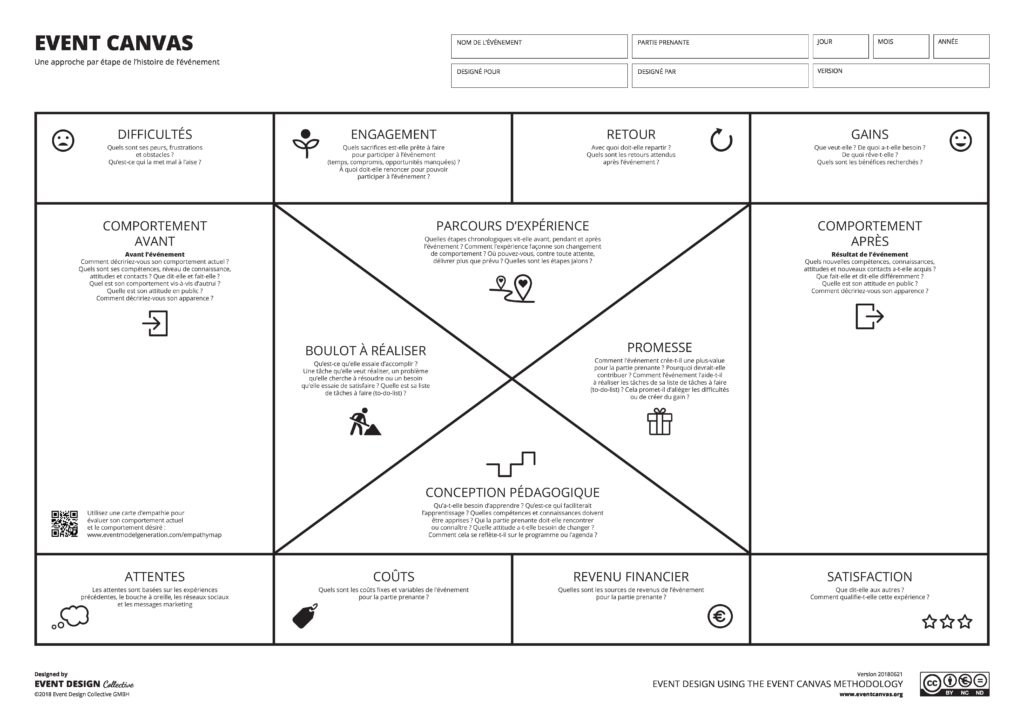 EVENT CANVAS
Une approche par étape de l'histoire de l'événement
NOM DE L'ÉVÉNEMENT
PARTIE PRENANTE
JOUR
MOIS
ANNÉE
DESIGNÉ POUR
DESIGNÉ PAR
VERSION
DIFFICULTÉS
Quels sont ses peurs, frustrations
et obstacles ?
Qu'est-ce qui la met mal à l'aise ?
ENGAGEMENT
Quels sacrifices est-elle prête à faire
pour participer à l'événement
(temps, compromis, opportunités manquées) ?
À quoi doit-elle renoncer pour pouvoir
participer à l'événement ?
RETOUR
Avec quoi doit-elle repartir ?
Quels sont les retours attendus
après l'événement ?
GAINS
Que veut-elle ? De quoi a-t-elle besoin ?
De quoi rêve-t-elle ?
Quels sont les bénéfices recherchés ?
COMPORTEMENT
AVANT
Avant l'événement
Comment décririez-vous son comportement actuel ?
Quels sont ses compétences, niveau de connaissance,
attitudes et contacts ? Que dit-elle et fait-elle ?
Quel est son comportement vis-à-vis d'autrui ?
Quelle est son attitude en public ?
Comment décririez-vous son apparence ?
PARCOURS D'EXPÉRIENCE
Quelles étapes chronologiques vit-elle avant, pendant et après
l'événement ? Comment l'expérience façonne son changement
de comportement ? Où pouvez-vous, contre toute attente,
délivrer plus que prévu ? Quelles sont les étapes jalons ?
COMPORTEMENT
APRÈS
Résultat de l'événement
Quels nouvelles compétences, connaissances,
attitudes et nouveaux contacts a-t-elle acquis ?
Que fait-elle et dit-elle différemment ?
Quelle est son attitude en public ?
Comment décririez-vous son apparence ?
BOULOT À RÉALISER
Qu'est-ce qu'elle essaie d'accomplir ?
Une tâche qu'elle veut réaliser, un problème
qu'elle cherche à résoudre ou un besoin
qu'elle essaie de satisfaire ? Quelle est sa liste
de tâches à faire (to-do-list) ?
PROMESSE
Comment l'événement crée-t-il une plus-value
pour la partie prenante ? Pourquoi devrait-elle
contribuer ? Comment l'événement l'aide-t-il
à réaliser les tâches de sa liste de tâches à faire
(to-do-list) ? Cela promet-il d'alléger les difficultés
ou de créer du gain ?
CONCEPTION PÉDAGOGIQUE
Qu'a-t-elle besoin d'apprendre ? Qu'est-ce qui faciliterait
l'apprentissage ? Quelles compétences et connaissances doivent
être apprises ? Qui la partie prenante doit-elle rencontrer
ou connaître ? Quelle attitude a-t-elle besoin de changer ?
Comment cela se reflète-t-il sur le programme ou l'agenda ?
Utilisez une carte d'empathie pour
évaluer son comportement actuel
et le comportement désiré :
www.eventmodelgeneration.com/empathymap
ATTENTES
Les attentes sont basées sur les expériences
précédentes, le bouche à oreille, les réseaux sociaux
et les messages marketing
COÛTS
Quels sont les coûts fixes et variables de l'événement
pour la partie prenante ?
REVENU FINANCIER
Quelles sont les sources de revenus de l'événement
pour la partie prenante ?
SATISFACTION
Que dit-elle aux autres ?
Comment qualifie-t-elle cette expérience ?
Designed by
EVENT DESIGN Collective
©2018 Event Design Collective GMBH
Version 20180621
EVENT DESIGN USING THE EVENT CANVAS METHODOLOGY
www.eventcanvas.org
CC BY NC ND